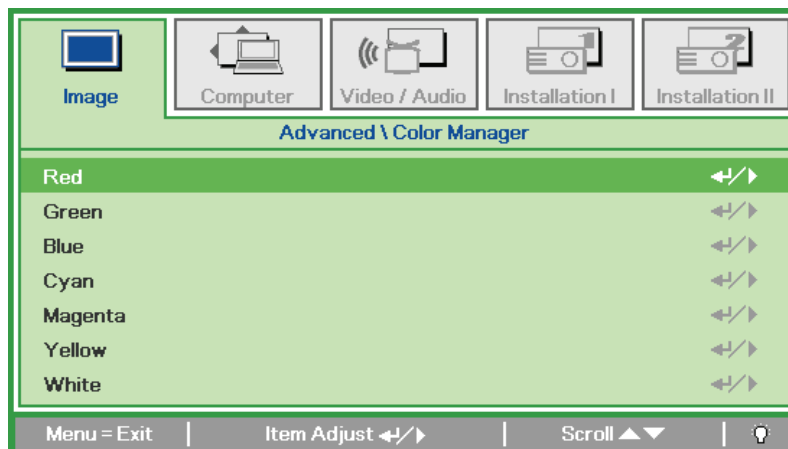 Image Computer Video / Audio Installation I Installation II
Advanced \ Color Manager
Red
Green
Blue
Cyan
Magenta
Yellow
White
Menu = Exit | Item Adjust ↵/▶ | Scroll ▲▼ |